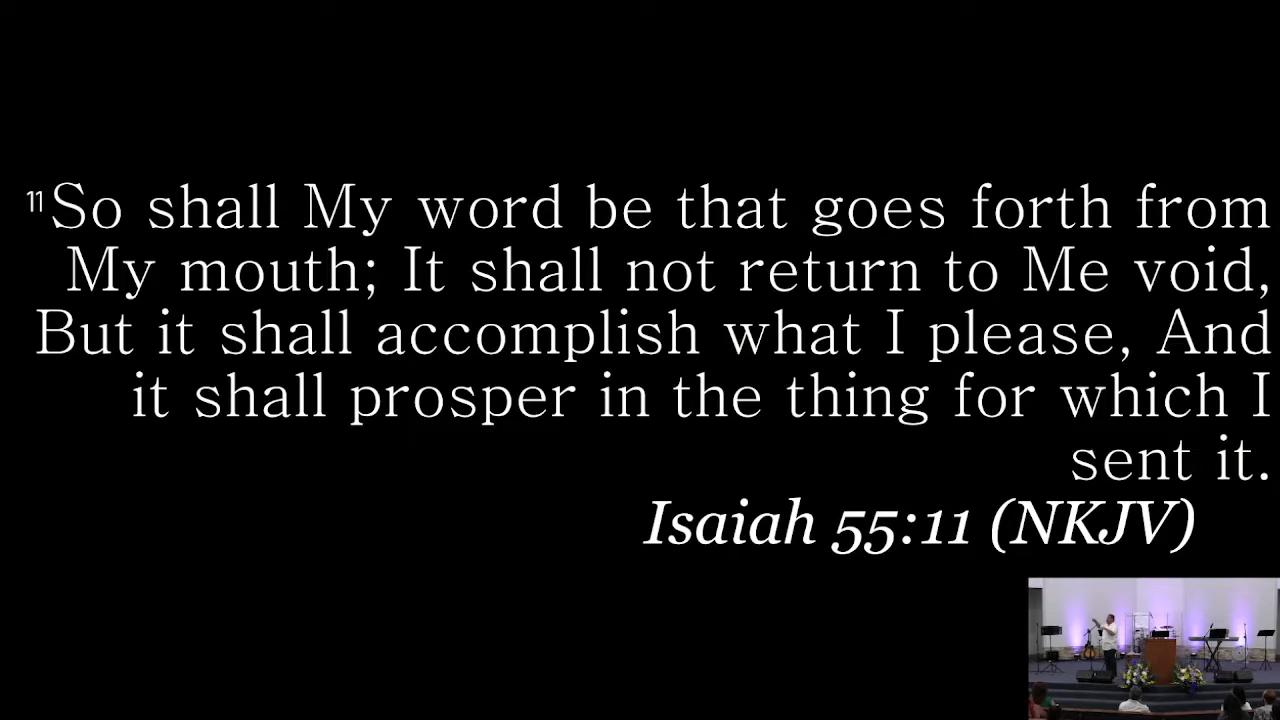 11So shall My word be that goes forth from
My mouth; It shall not return to Me void,
But it shall accomplish what I please, And
it shall prosper in the thing for which I
sent it.
Isaiah 55:11 (NKJV)